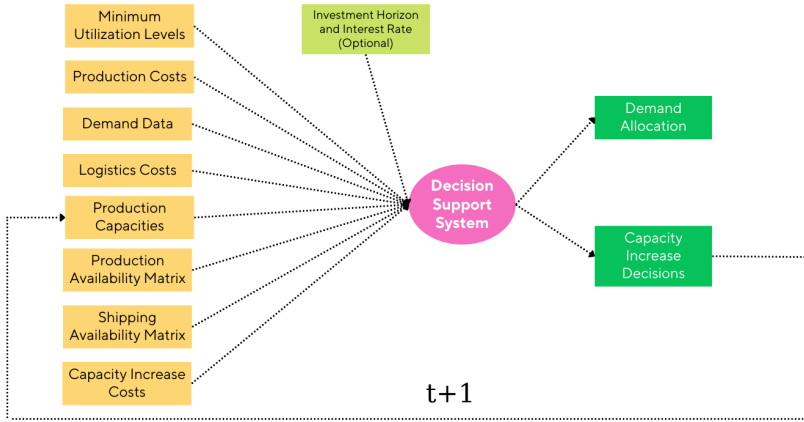 Minimum
Utilization Levels
Investment Horizon
and Interest Rate
(Optional)
Production Costs
Demand Data
Demand
Allocation
Logistics Costs
Decision
Support
System
Production
Capacities
Capacity
Increase
Decisions
Production
Availability Matrix
Shipping
Availability Matrix
Capacity Increase
Costs
t+1